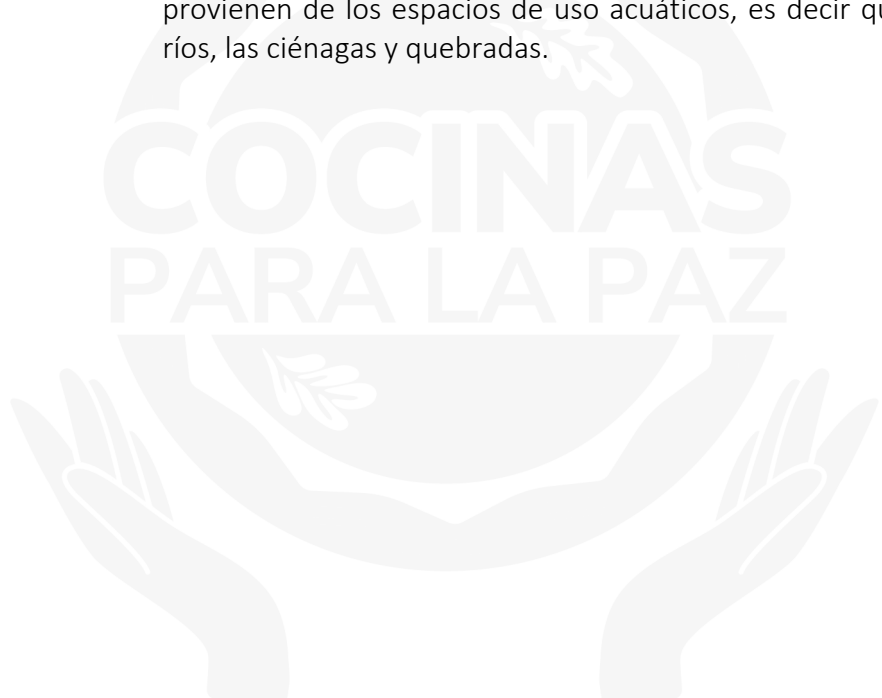 provienen de los espacios de uso acuáticos, es decir
ríos, las ciénagas y quebradas.
COCINAS
PARA LA PAZ